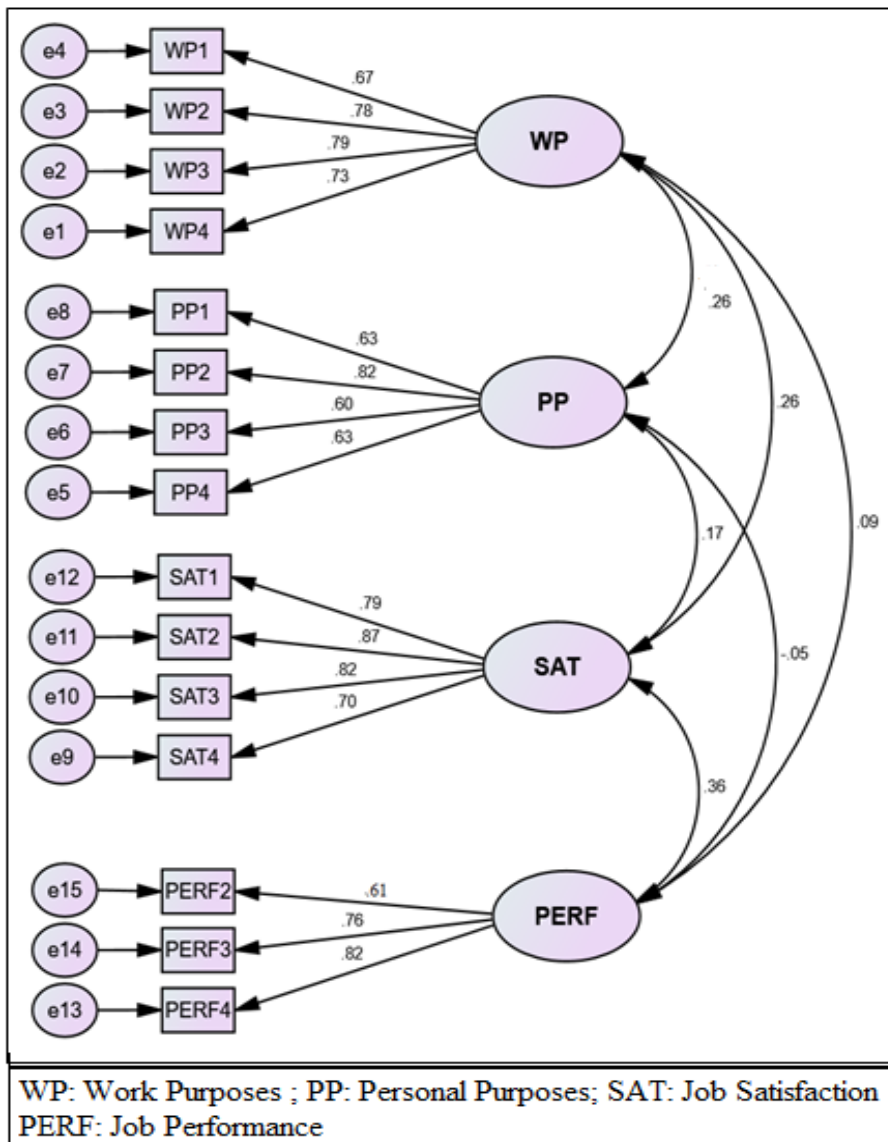 e4 WP1 .67
e3 WP2 .78
WP
e2 WP3 .79
e1 WP4 .73
.26
e8 PP1 .63
e7 PP2 .82
PP
.26
e6 PP3 .60
e5 PP4 .63
.17
.09
e12 SAT1 .79
e11 SAT2 .87
SAT
-.05
e10 SAT3 .82
e9 SAT4 .70
.36
e15 PERF2 .61
PERF
e14 PERF3 .76
e13 PERF4 .82
WP: Work Purposes ; PP: Personal Purposes; SAT: Job Satisfaction
PERF: Job Performance